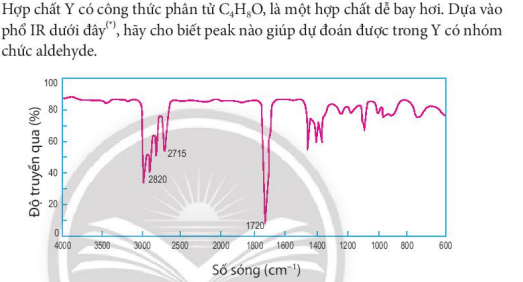 Hợp chất Y có công thức phân tử C₄H₈O, là một hợp chất dễ bay hơi. Dựa vào
phổ IR dưới đây⁽*⁾, hãy cho biết peak nào giúp dự đoán được trong Y có nhóm
chức aldehyde.
100
80
60
40
20
0
Độ truyền qua (%)
2715
2820
1720
4000 3500 3000 2500 2000 1800 1600 1400 1200 1000 800 600
Số sóng (cm⁻¹)